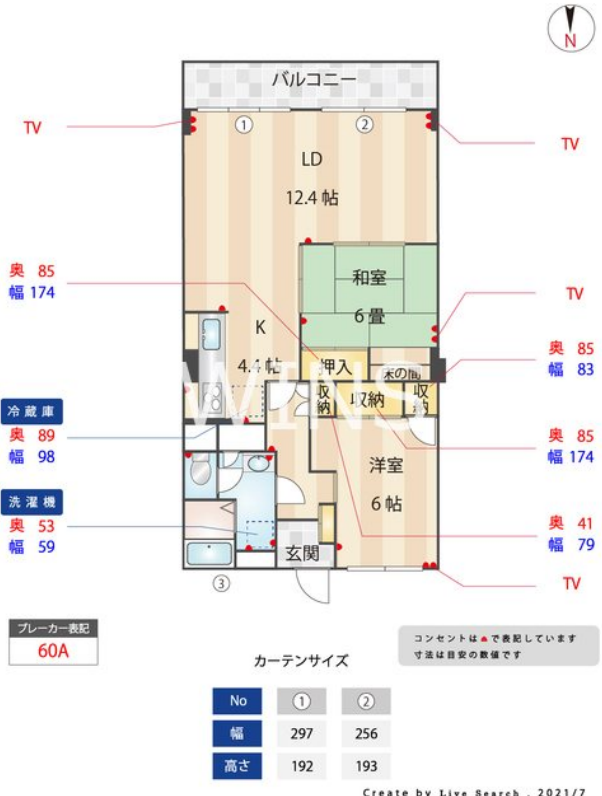 N
バルコニー
TV
①
②
TV
LD
12.4 帖
奥 85
幅 174
和室
6 畳
TV
K
4.4 帖
押入
床の間
奥 85
幅 83
WINS
収納
収納
収納
冷蔵庫
奥 89
幅 98
奥 85
幅 174
洋室
6 帖
洗濯機
奥 53
幅 59
奥 41
幅 79
玄関
③
TV
ブレーカー表記
60A
コンセントは▲で表記しています
寸法は目安の数値です
カーテンサイズ
No ① ②
幅 297 256
高さ 192 193
Create by Live Search . 2021/7